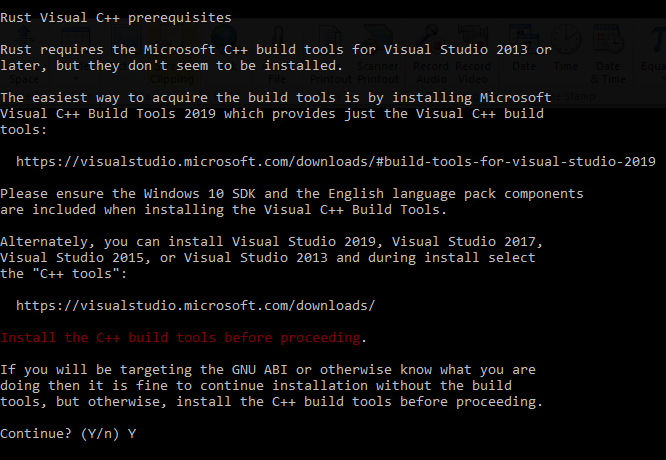 Rust Visual C++ prerequisites
Rust requires the Microsoft C++ build tools for Visual Studio 2013 or
later, but they don't seem to be installed.
The easiest way to acquire the build tools is by installing Microsoft
Visual C++ Build Tools 2019 which provides just the Visual C++ build
tools:
https://visualstudio.microsoft.com/downloads/#build-tools-for-visual-studio-2019
Please ensure the Windows 10 SDK and the English language pack components
are included when installing the Visual C++ Build Tools.
Alternately, you can install Visual Studio 2019, Visual Studio 2017,
Visual Studio 2015, or Visual Studio 2013 and during install select
the "C++ tools":
https://visualstudio.microsoft.com/downloads/
Install the C++ build tools before proceeding.
If you will be targeting the GNU ABI or otherwise know what you are
doing then it is fine to continue installation without the build
tools, but otherwise, install the C++ build tools before proceeding.
Continue? (Y/n) Y